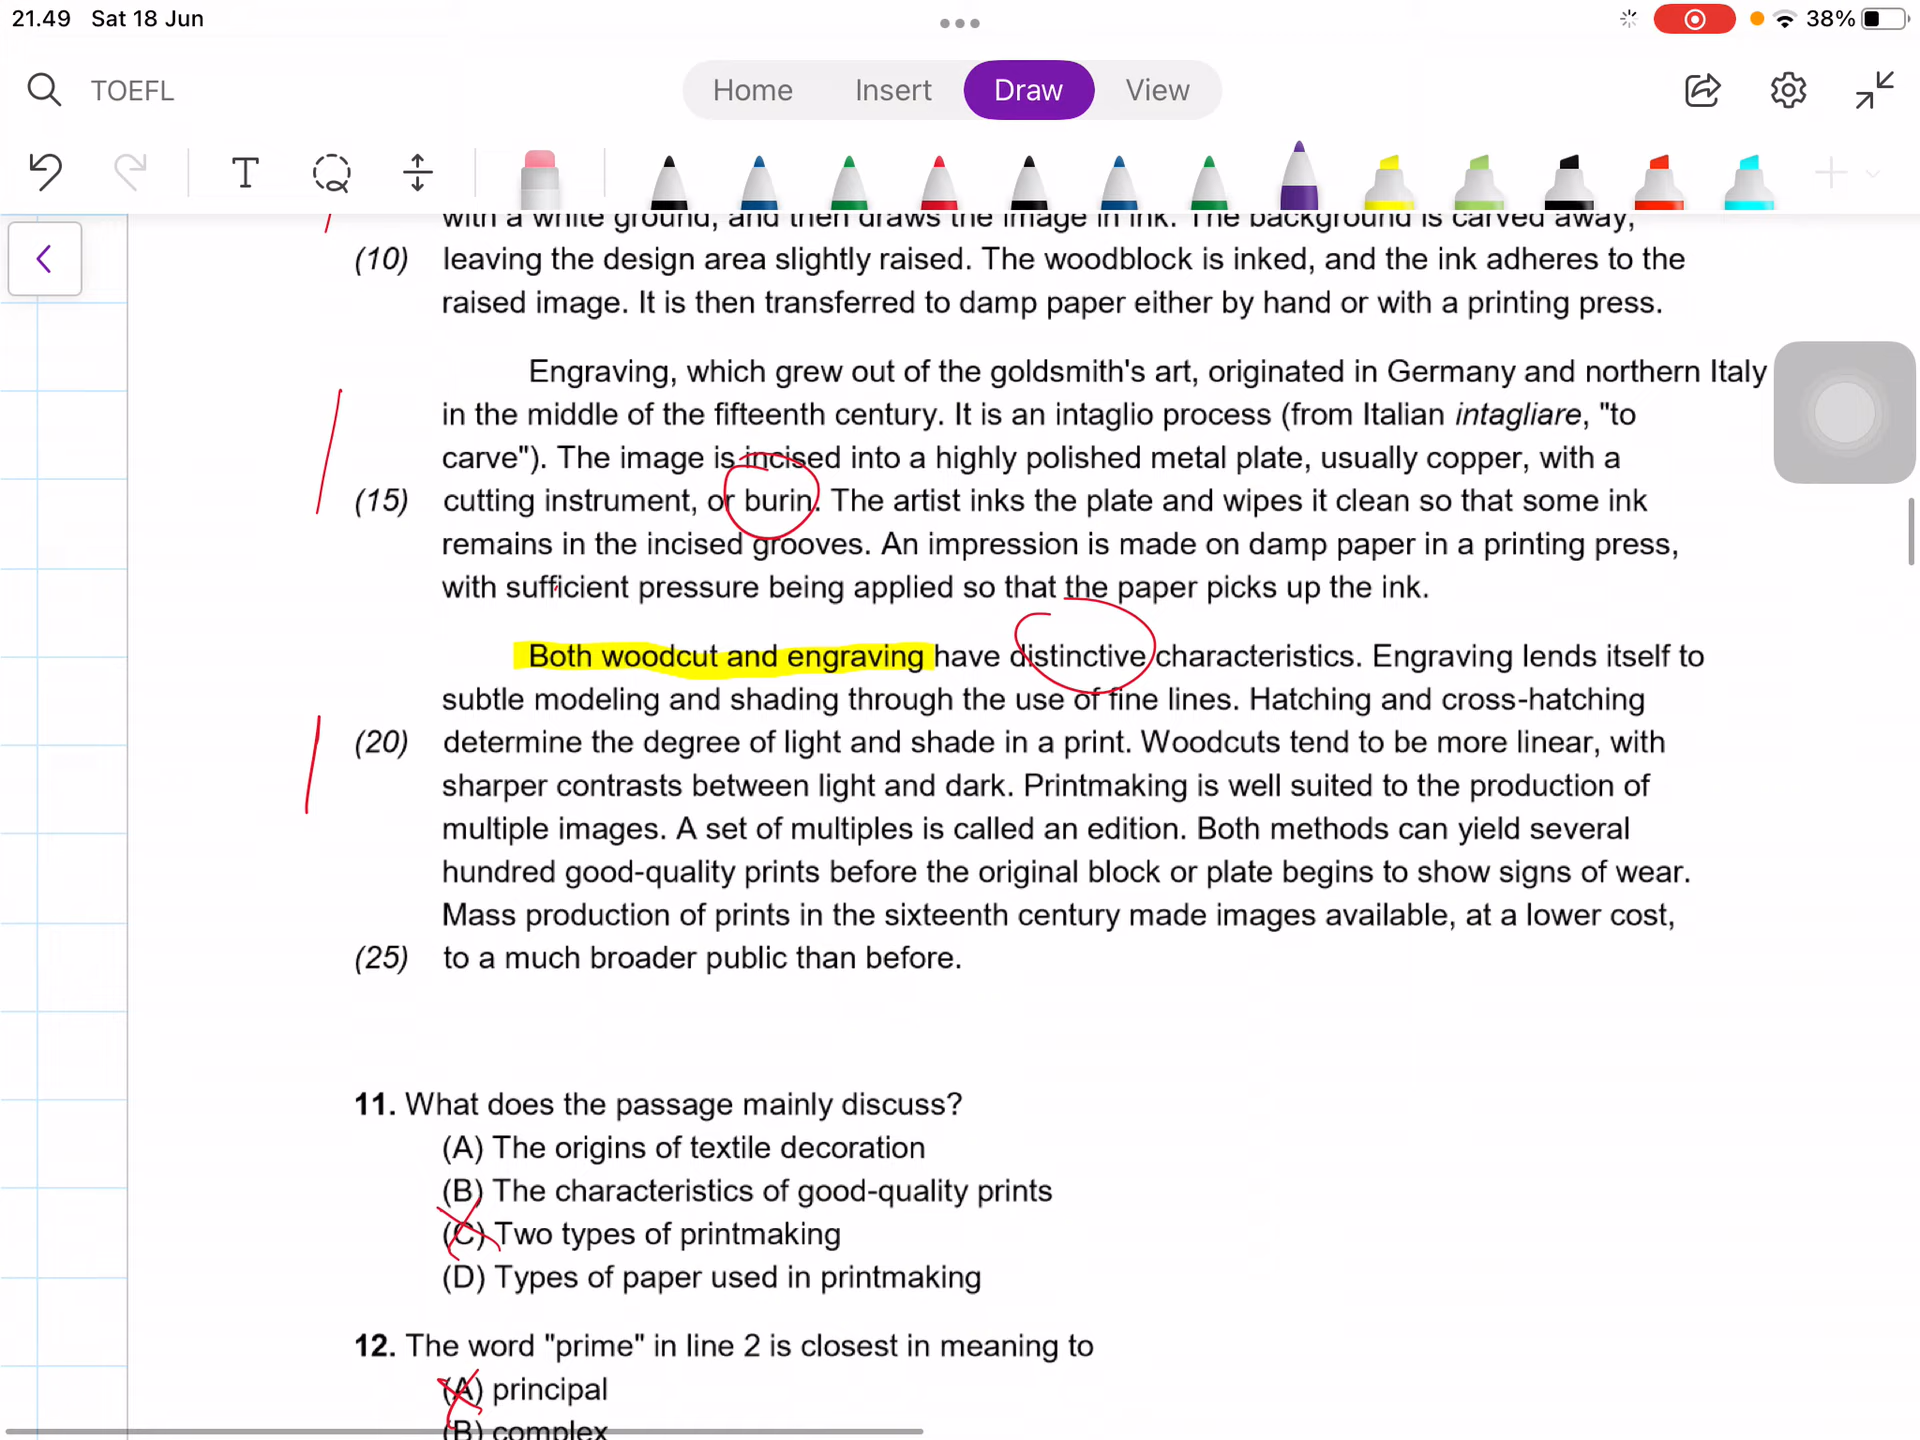 21.49 Sat 18 Jun
38%
TOEFL
Home Insert Draw View
with a white ground, and then draws the image in ink. The background is carved away,
(10) leaving the design area slightly raised. The woodblock is inked, and the ink adheres to the
raised image. It is then transferred to damp paper either by hand or with a printing press.
Engraving, which grew out of the goldsmith's art, originated in Germany and northern Italy
in the middle of the fifteenth century. It is an intaglio process (from Italian intagliare, "to
carve"). The image is incised into a highly polished metal plate, usually copper, with a
(15) cutting instrument, or burin. The artist inks the plate and wipes it clean so that some ink
remains in the incised grooves. An impression is made on damp paper in a printing press,
with sufficient pressure being applied so that the paper picks up the ink.
Both woodcut and engraving have distinctive characteristics. Engraving lends itself to
subtle modeling and shading through the use of fine lines. Hatching and cross-hatching
(20) determine the degree of light and shade in a print. Woodcuts tend to be more linear, with
sharper contrasts between light and dark. Printmaking is well suited to the production of
multiple images. A set of multiples is called an edition. Both methods can yield several
hundred good-quality prints before the original block or plate begins to show signs of wear.
Mass production of prints in the sixteenth century made images available, at a lower cost,
(25) to a much broader public than before.
11. What does the passage mainly discuss?
(A) The origins of textile decoration
(B) The characteristics of good-quality prints
(C) Two types of printmaking
(D) Types of paper used in printmaking
12. The word "prime" in line 2 is closest in meaning to
(A) principal
(B) complex